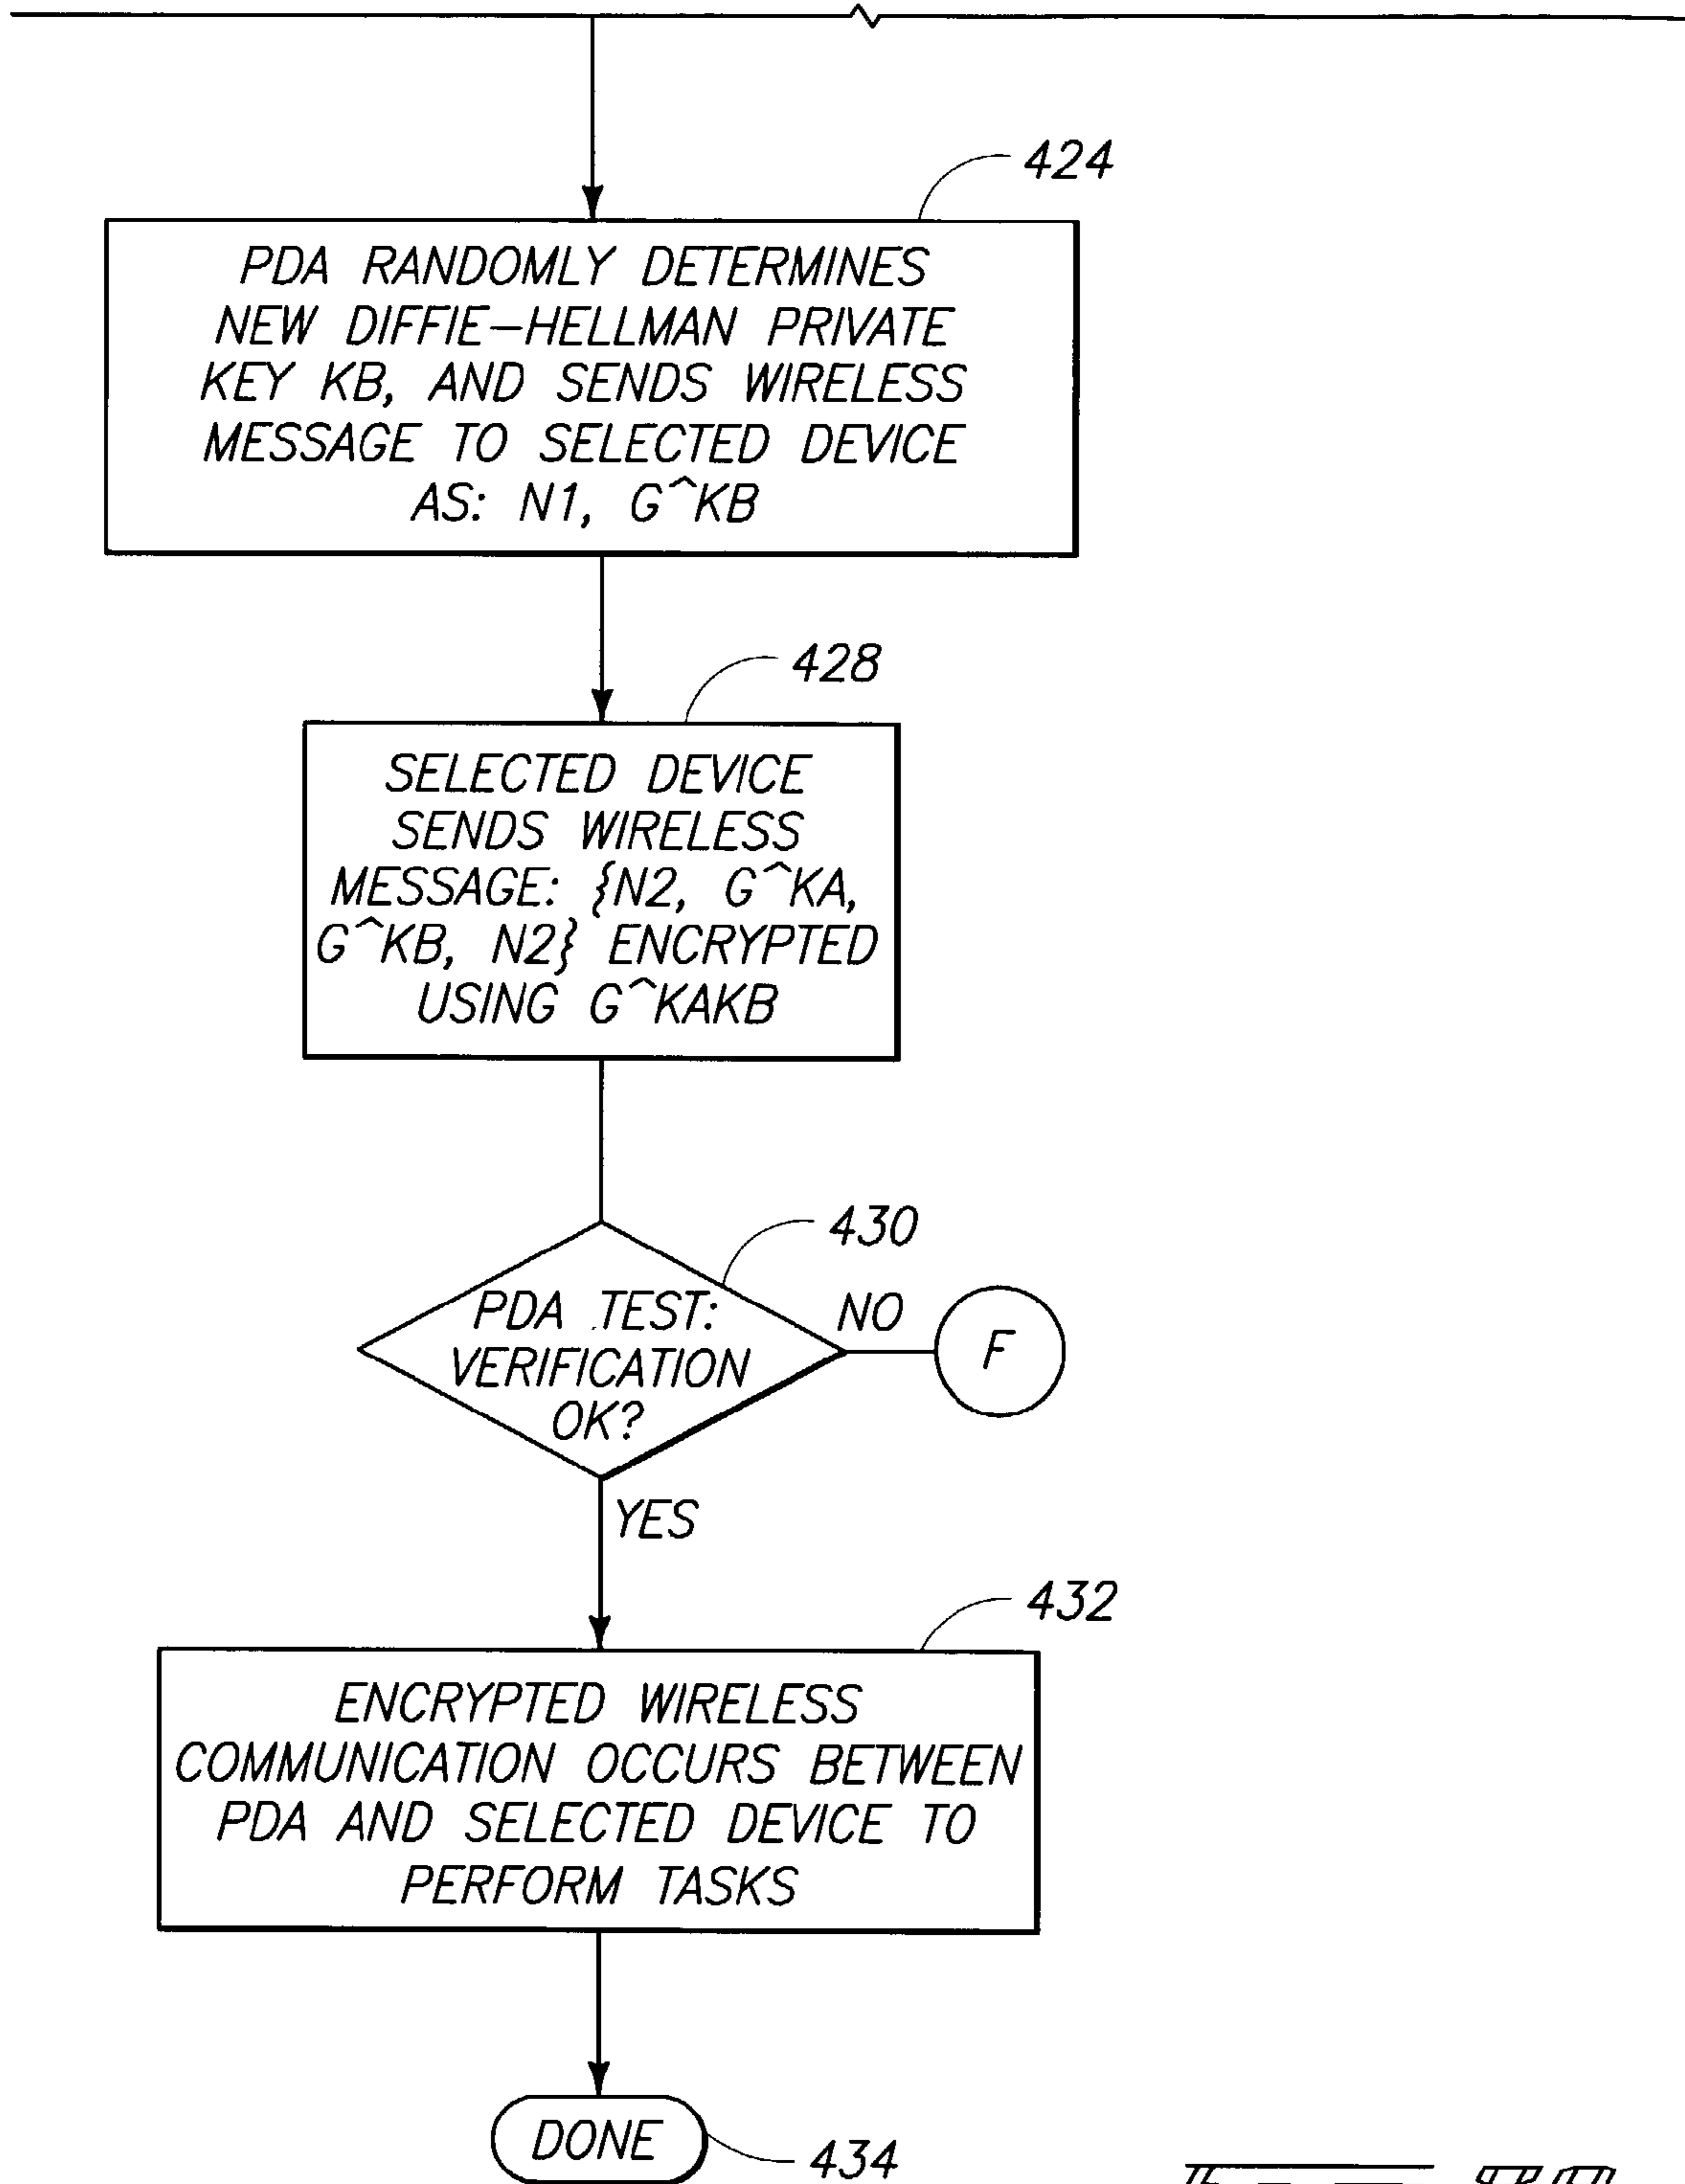 424
PDA RANDOMLY DETERMINES
NEW DIFFIE–HELLMAN PRIVATE
KEY KB, AND SENDS WIRELESS
MESSAGE TO SELECTED DEVICE
AS: N1, G^KB
428
SELECTED DEVICE
SENDS WIRELESS
MESSAGE: {N2, G^KA,
G^KB, N2} ENCRYPTED
USING G^KAKB
430
PDA TEST:
VERIFICATION
OK?
NO
F
YES
432
ENCRYPTED WIRELESS
COMMUNICATION OCCURS BETWEEN
PDA AND SELECTED DEVICE TO
PERFORM TASKS
DONE
434